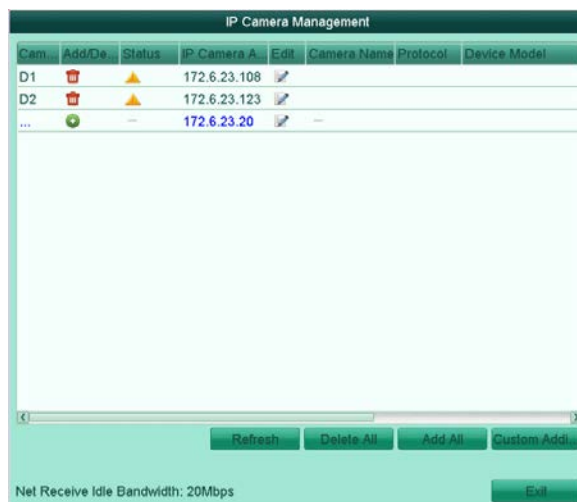 IP Camera Management
Cam... Add/De... Status IP Camera A... Edit Camera Name Protocol Device Model
D1 172.6.23.108
D2 172.6.23.123
... — 172.6.23.20 —
Refresh Delete All Add All Custom Addi...
Net Receive Idle Bandwidth: 20Mbps Exit